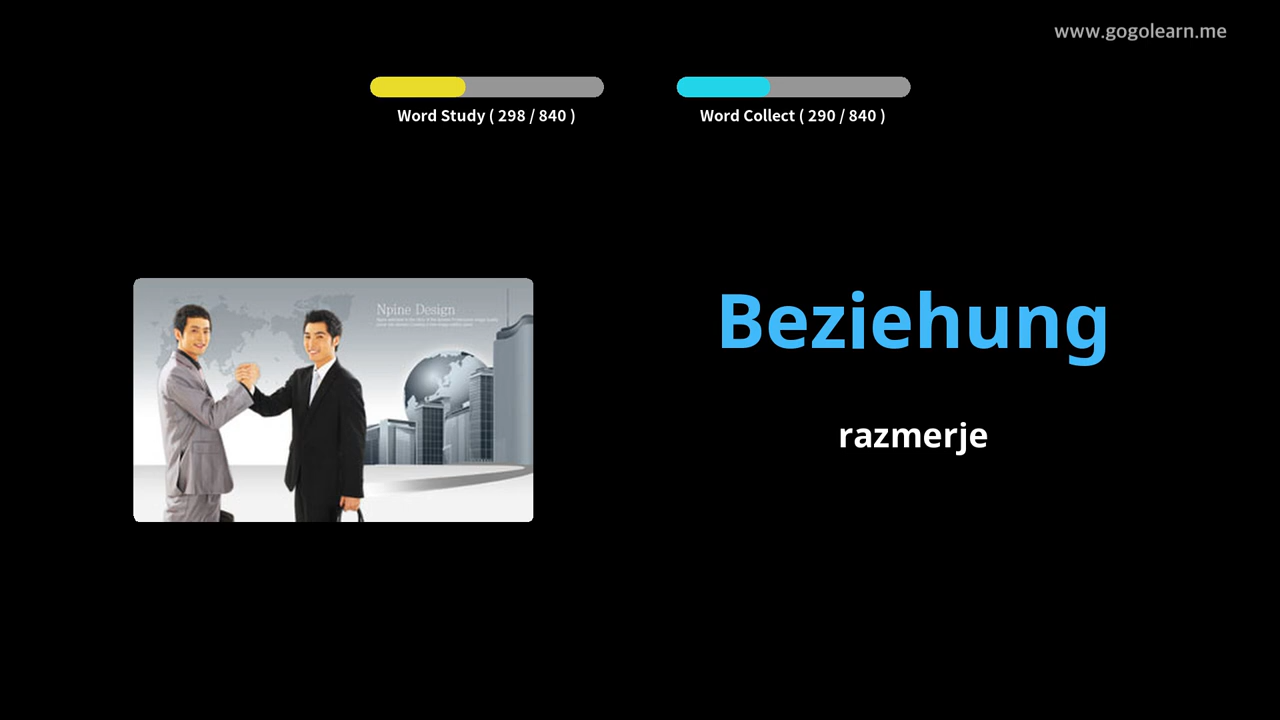 www.gogolearn.me
Word Study ( 298 / 840 )
Word Collect ( 290 / 840 )
Npine Design
Beziehung
razmerje